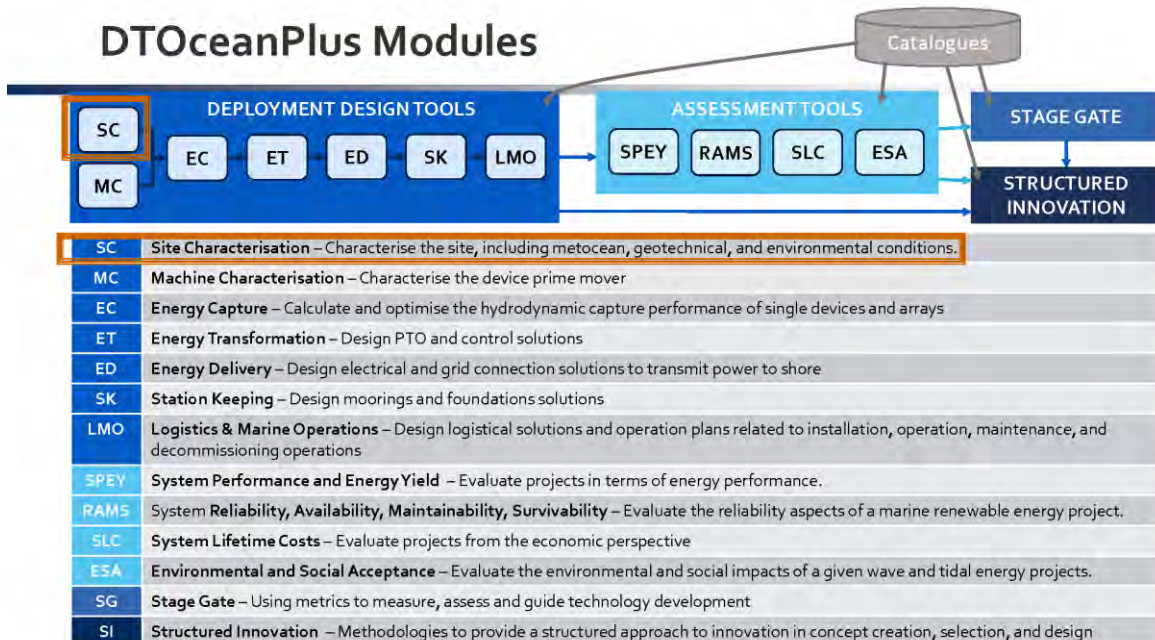 DTOceanPlus Modules
Catalogues
DEPLOYMENT DESIGN TOOLS
SC
MC
EC
ET
ED
SK
LMO
ASSESSMENT TOOLS
SPEY
RAMS
SLC
ESA
STAGE GATE
STRUCTURED
INNOVATION
SC Site Characterisation – Characterise the site, including metocean, geotechnical, and environmental conditions.
MC Machine Characterisation – Characterise the device prime mover
EC Energy Capture – Calculate and optimise the hydrodynamic capture performance of single devices and arrays
ET Energy Transformation – Design PTO and control solutions
ED Energy Delivery – Design electrical and grid connection solutions to transmit power to shore
SK Station Keeping – Design moorings and foundations solutions
LMO Logistics & Marine Operations – Design logistical solutions and operation plans related to installation, operation, maintenance, and
decommissioning operations
SPEY System Performance and Energy Yield – Evaluate projects in terms of energy performance.
RAMS System Reliability, Availability, Maintainability, Survivability – Evaluate the reliability aspects of a marine renewable energy project.
SLC System Lifetime Costs – Evaluate projects from the economic perspective
ESA Environmental and Social Acceptance – Evaluate the environmental and social impacts of a given wave and tidal energy projects.
SG Stage Gate – Using metrics to measure, assess and guide technology development
SI Structured Innovation – Methodologies to provide a structured approach to innovation in concept creation, selection, and design